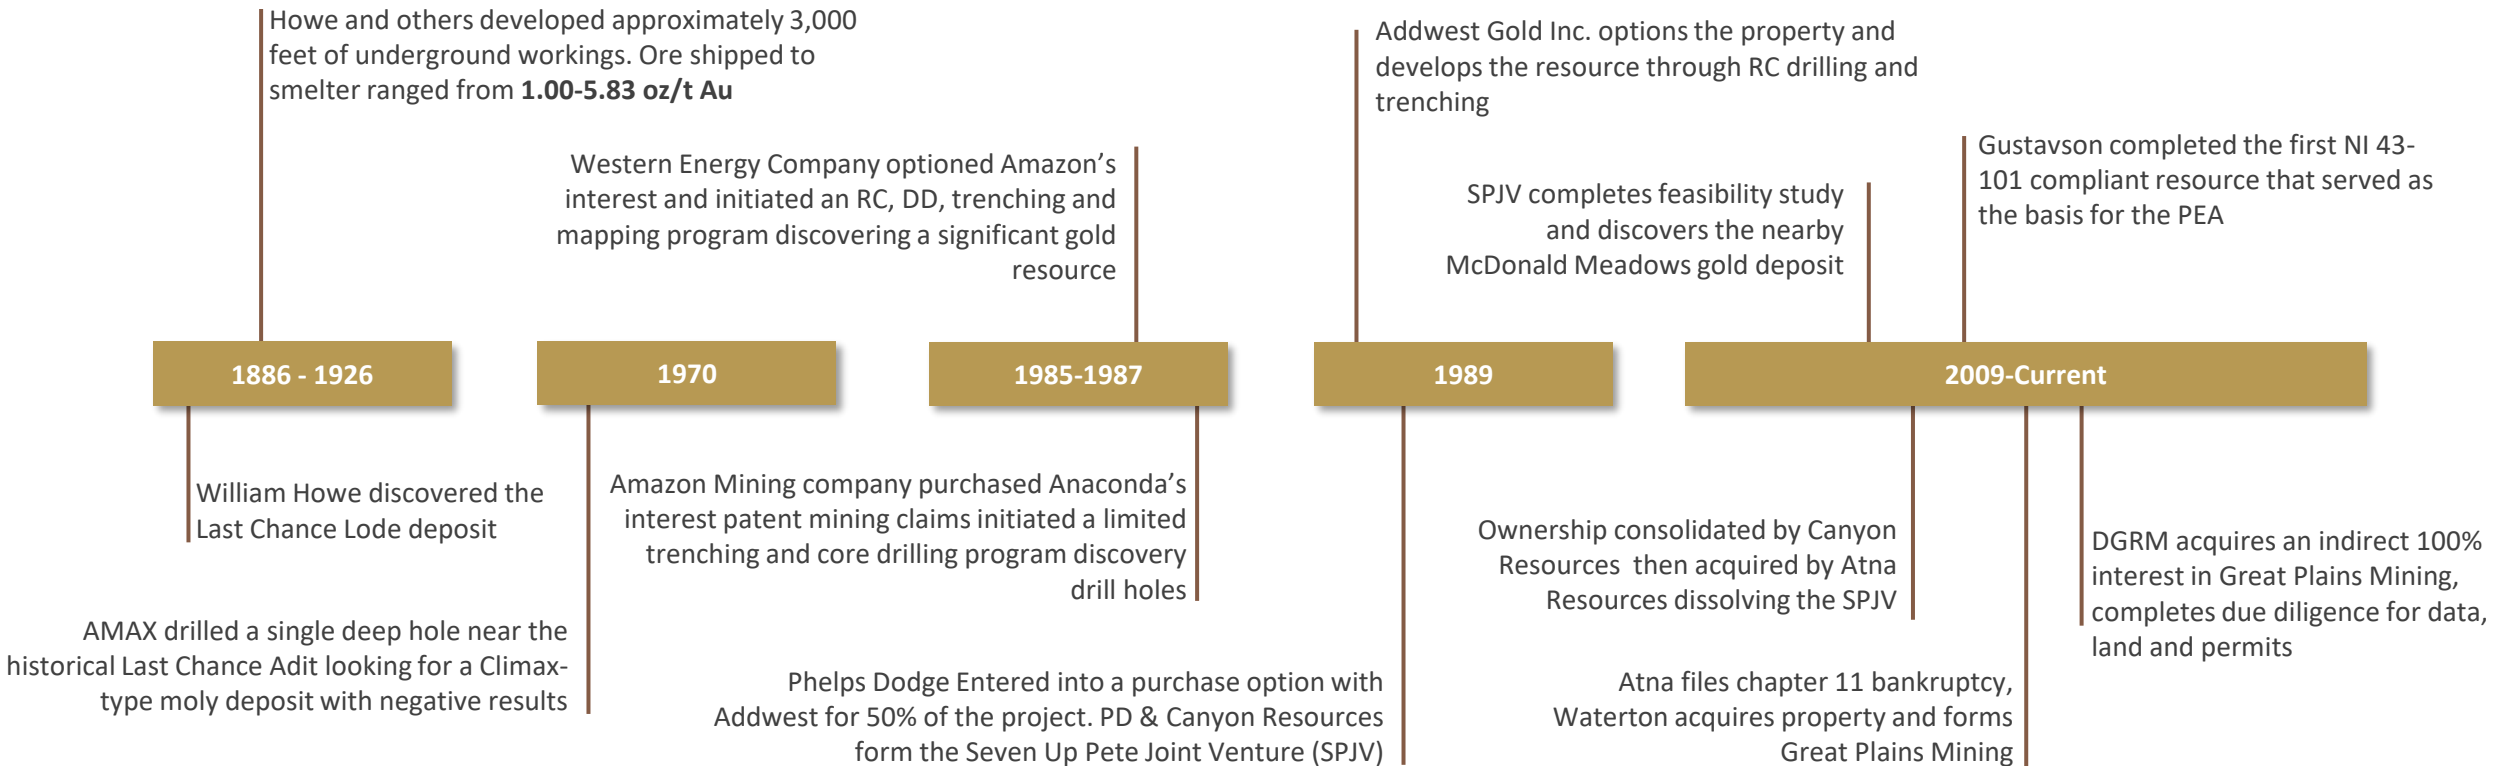 Howe and others developed approximately 3,000
feet of underground workings. Ore shipped to
smelter ranged from 1.00-5.83 oz/t Au
Western Energy Company optioned Amazon’s
interest and initiated an RC, DD, trenching and
mapping program discovering a significant gold
resource
Addwest Gold Inc. options the property and
develops the resource through RC drilling and
trenching
SPJV completes feasibility study
and discovers the nearby
McDonald Meadows gold deposit
Gustavson completed the first NI 43-
101 compliant resource that served as
the basis for the PEA
1886 - 1926
1970
1985-1987
1989
2009-Current
William Howe discovered the
Last Chance Lode deposit
AMAX drilled a single deep hole near the
historical Last Chance Adit looking for a Climax-
type moly deposit with negative results
Amazon Mining company purchased Anaconda’s
interest patent mining claims initiated a limited
trenching and core drilling program discovery
drill holes
Phelps Dodge Entered into a purchase option with
Addwest for 50% of the project. PD & Canyon Resources
form the Seven Up Pete Joint Venture (SPJV)
Ownership consolidated by Canyon
Resources  then acquired by Atna
Resources dissolving the SPJV
Atna files chapter 11 bankruptcy,
Waterton acquires property and forms
Great Plains Mining
DGRM acquires an indirect 100%
interest in Great Plains Mining,
completes due diligence for data,
land and permits